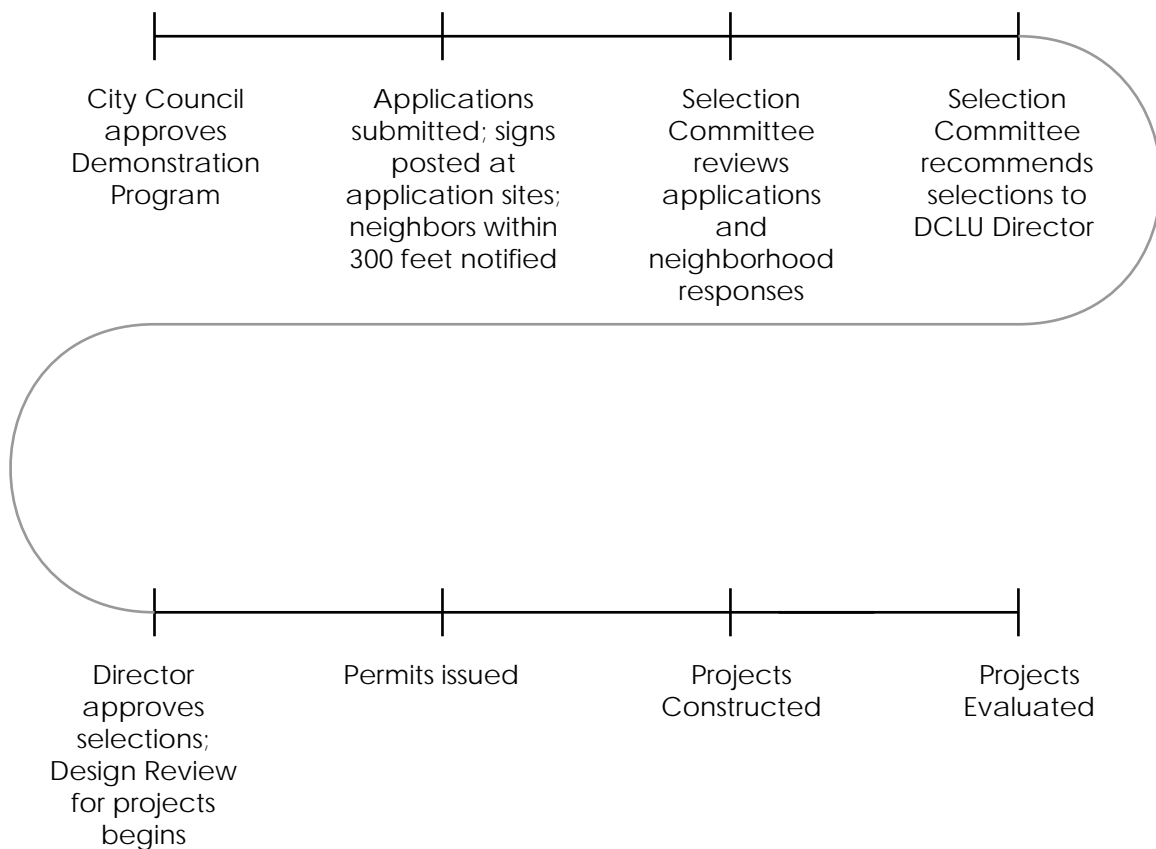 City Council
approves
Demonstration
Program
Applications
submitted; signs
posted at
application sites;
neighbors within
300 feet notified
Selection
Committee
reviews
applications
and
neighborhood
responses
Selection
Committee
recommends
selections to
DCLU Director
Director
approves
selections;
Design Review
for projects
begins
Permits issued
Projects
Constructed
Projects
Evaluated